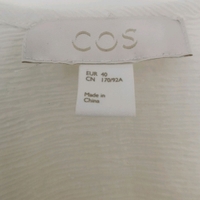 COS
EUR 40
CN 170/92A
Made in
China